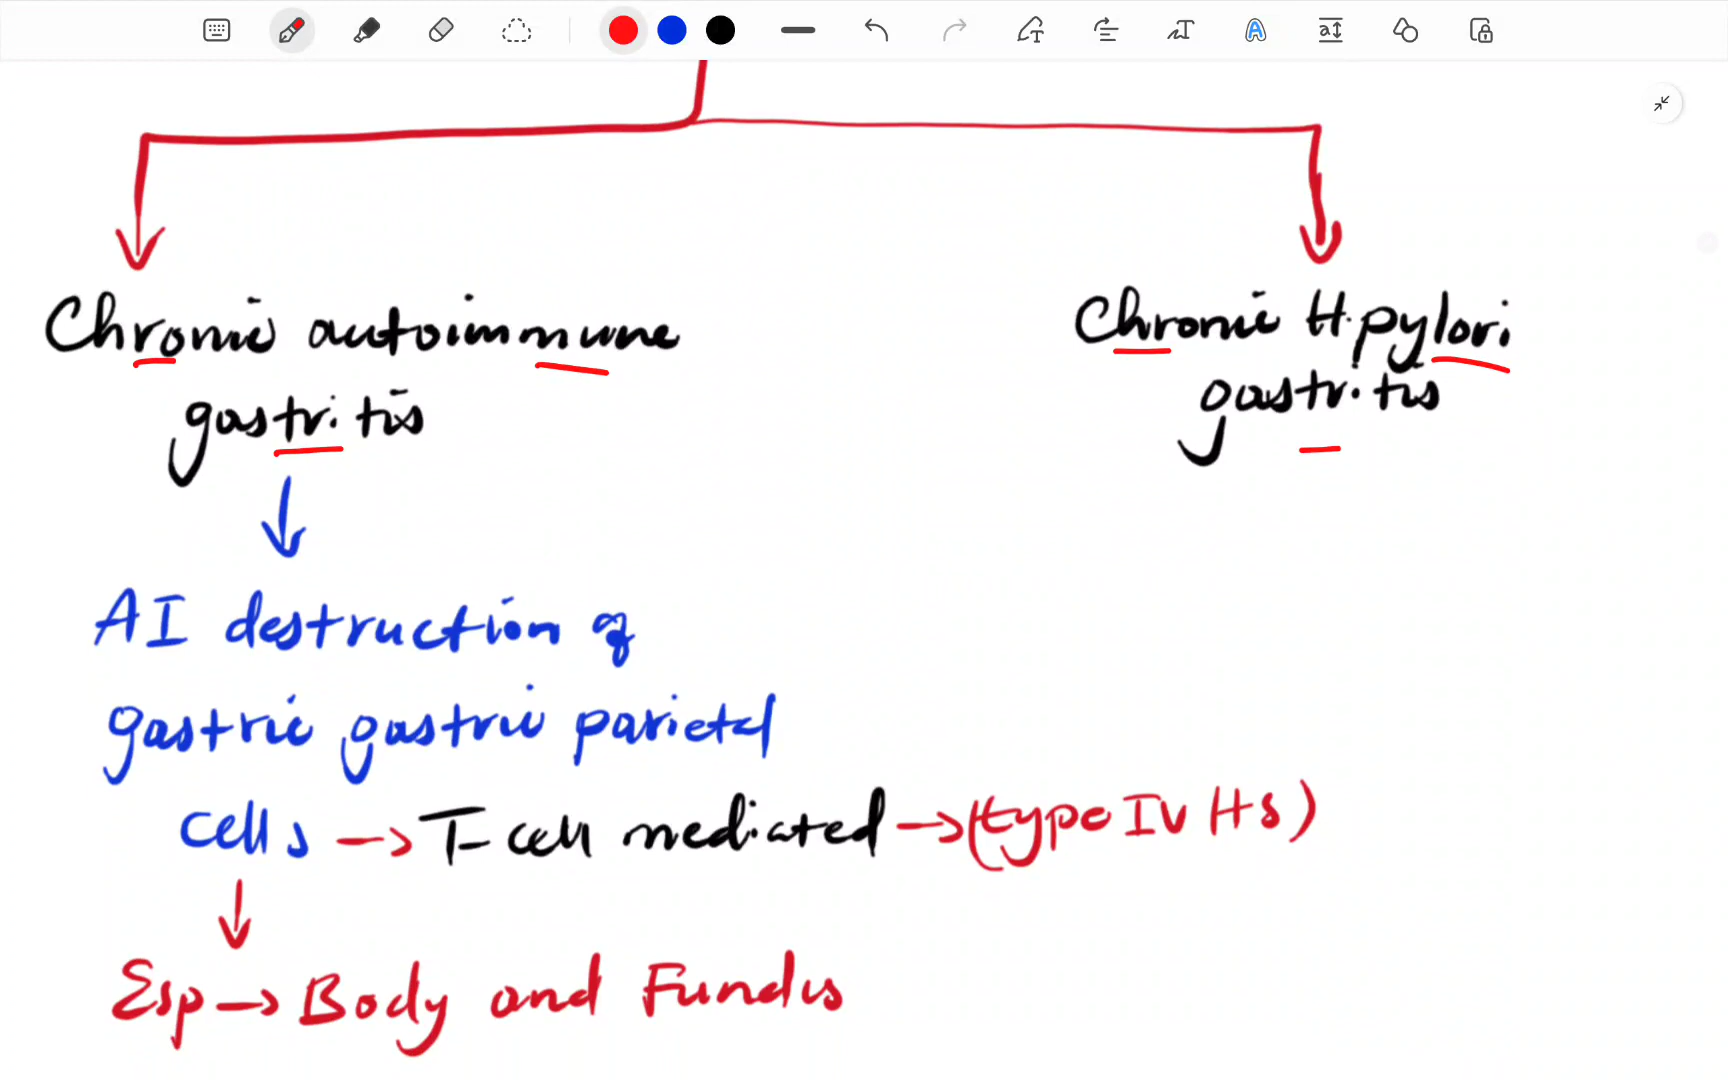 Chronic autoimmune
gastritis
Chronic H.pylori
gastritis
AI destruction of
gastric gastric parietal
cells → T-cell mediated → (type IV HS)
Esp → Body and Fundus